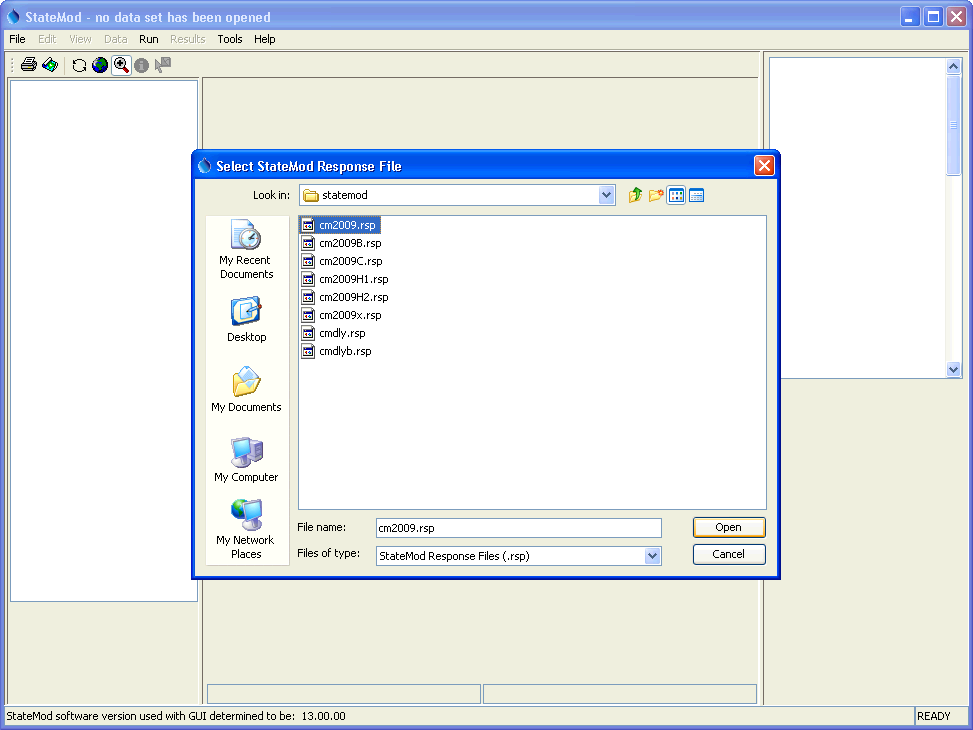 StateMod - no data set has been opened
File Edit View Data Run Results Tools Help
Select StateMod Response File
Look in: statemod
My Recent
Documents
Desktop
My Documents
My Computer
My Network
Places
cm2009.rsp
cm2009B.rsp
cm2009C.rsp
cm2009H1.rsp
cm2009H2.rsp
cm2009x.rsp
cmdly.rsp
cmdlyb.rsp
File name: cm2009.rsp Open
Files of type: StateMod Response Files (.rsp) Cancel
StateMod software version used with GUI determined to be: 13.00.00 READY